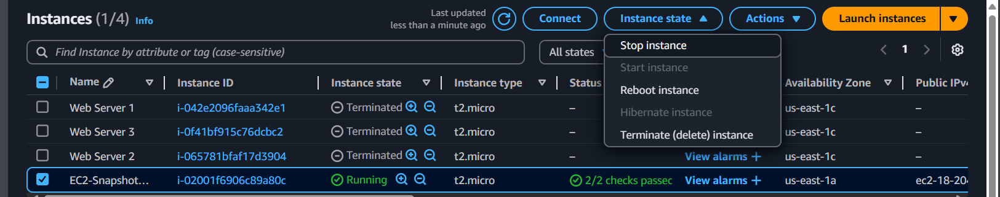 Instances (1/4) Info
Last updated
less than a minute ago
Connect
Instance state
Actions
Launch instances
Find Instance by attribute or tag (case-sensitive)
All states
1
Stop instance
Start instance
Reboot instance
Hibernate instance
Terminate (delete) instance
Name Instance ID Instance state Instance type Status Availability Zone Public IPv4
Web Server 1 i-042e2096faaa342e1 Terminated t2.micro – us-east-1c –
Web Server 3 i-0f41bf915c76dcbc2 Terminated t2.micro – us-east-1c –
Web Server 2 i-065781bfaf17d3904 Terminated t2.micro – View alarms + us-east-1c –
EC2-Snapshot... i-02001f6906c89a80c Running t2.micro 2/2 checks passec View alarms + us-east-1a ec2-18-204